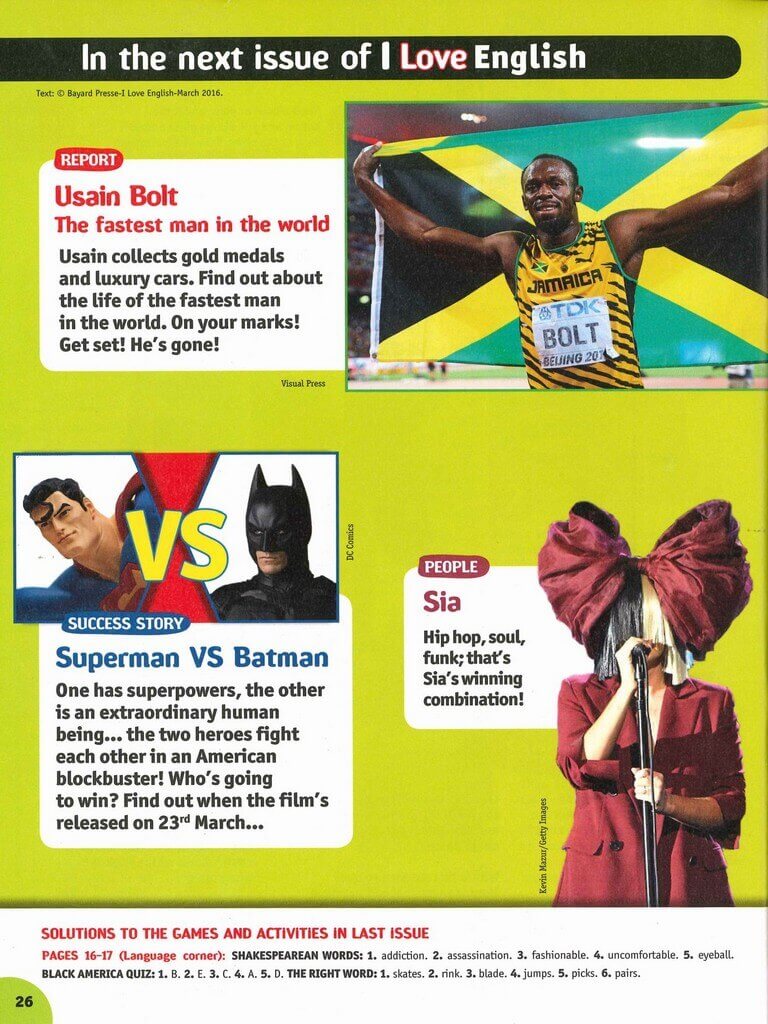 In the next issue of I Love English
Text: © Bayard Presse-I Love English-March 2016.
REPORT
Usain Bolt
The fastest man in the world
Usain collects gold medals
and luxury cars. Find out about
the life of the fastest man
in the world. On your marks!
Get set! He's gone!
Visual Press
JAMAICA
TDK
BOLT
BEIJING 201
VS
DC Comics
SUCCESS STORY
Superman VS Batman
One has superpowers, the other
is an extraordinary human
being... the two heroes fight
each other in an American
blockbuster! Who's going
to win? Find out when the film's
released on 23rd March...
PEOPLE
Sia
Hip hop, soul,
funk; that's
Sia's winning
combination!
Kevin Mazur/Getty Images
SOLUTIONS TO THE GAMES AND ACTIVITIES IN LAST ISSUE
PAGES 16-17 (Language corner): SHAKESPEAREAN WORDS: 1. addiction. 2. assassination. 3. fashionable. 4. uncomfortable. 5. eyeball.
BLACK AMERICA QUIZ: 1. B. 2. E. 3. C. 4. A. 5. D. THE RIGHT WORD: 1. skates. 2. rink. 3. blade. 4. jumps. 5. picks. 6. pairs.
26